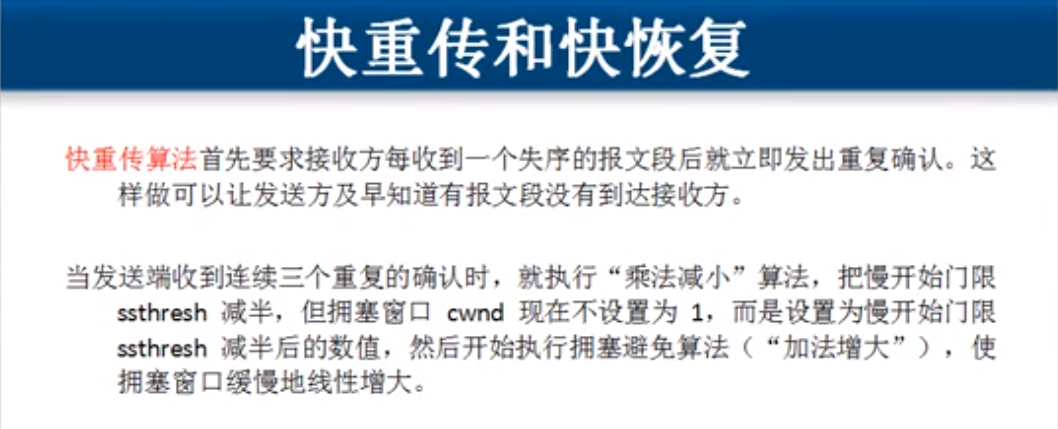 快重传和快恢复
快重传算法首先要求接收方每收到一个失序的报文段后就立即发出重复确认。这
样做可以让发送方及早知道有报文段没有到达接收方。
当发送端收到连续三个重复的确认时，就执行“乘法减小”算法，把慢开始门限
ssthresh 减半，但拥塞窗口 cwnd 现在不设置为 1，而是设置为慢开始门限
ssthresh 减半后的数值，然后开始执行拥塞避免算法（“加法增大”），使
拥塞窗口缓慢地线性增大。